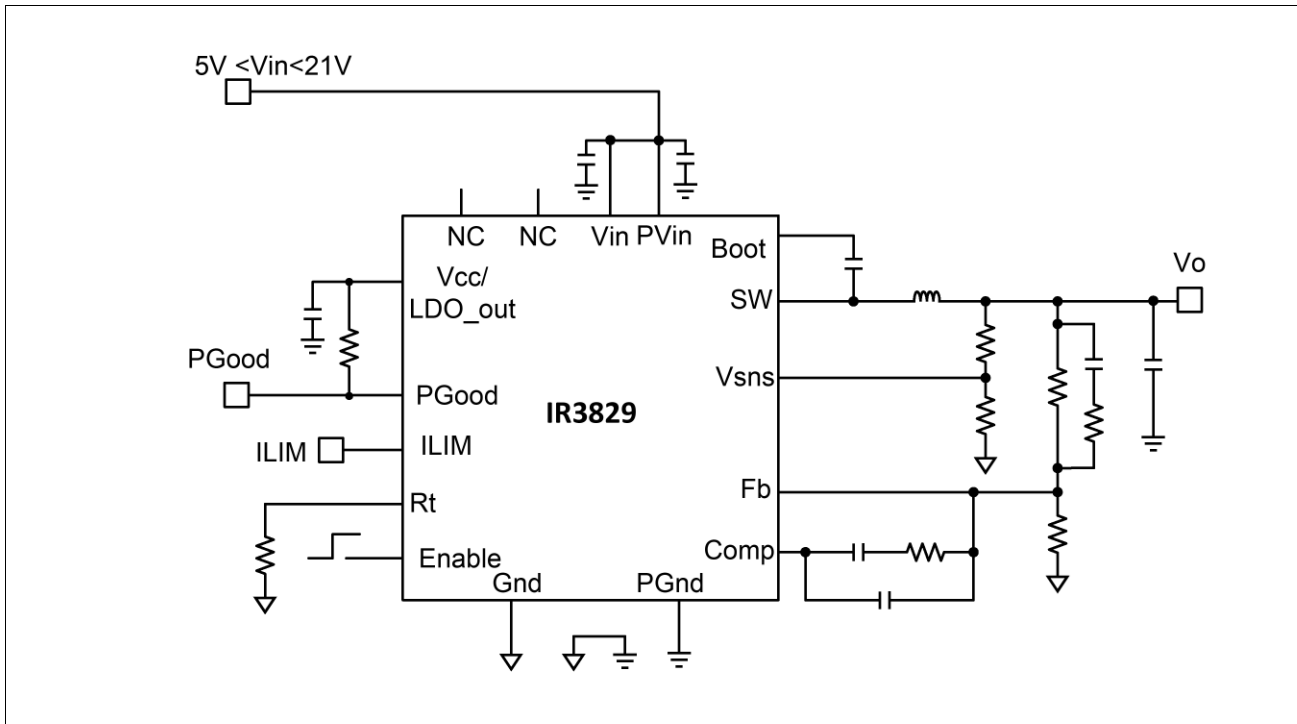 5V <Vin<21V
NC NC Vin PVin
Boot
Vcc/
LDO_out
SW
Vo
PGood
Vsns
PGood
IR3829
ILIM
ILIM
Fb
Rt
Comp
Enable
Gnd
PGnd